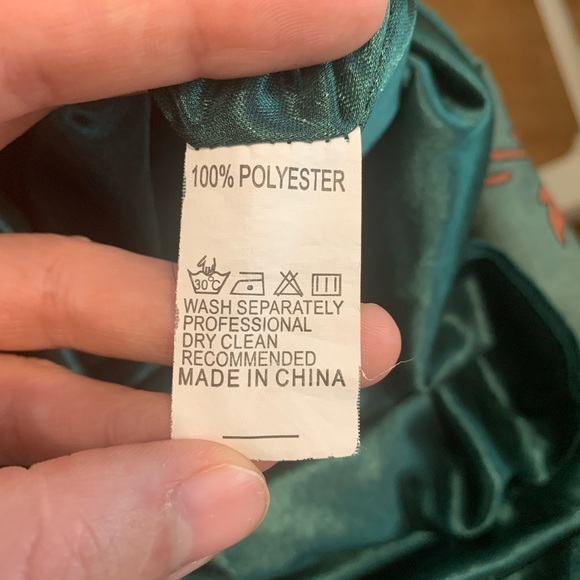 100% POLYESTER
30°C
WASH SEPARATELY
PROFESSIONAL
DRY CLEAN
RECOMMENDED
MADE IN CHINA